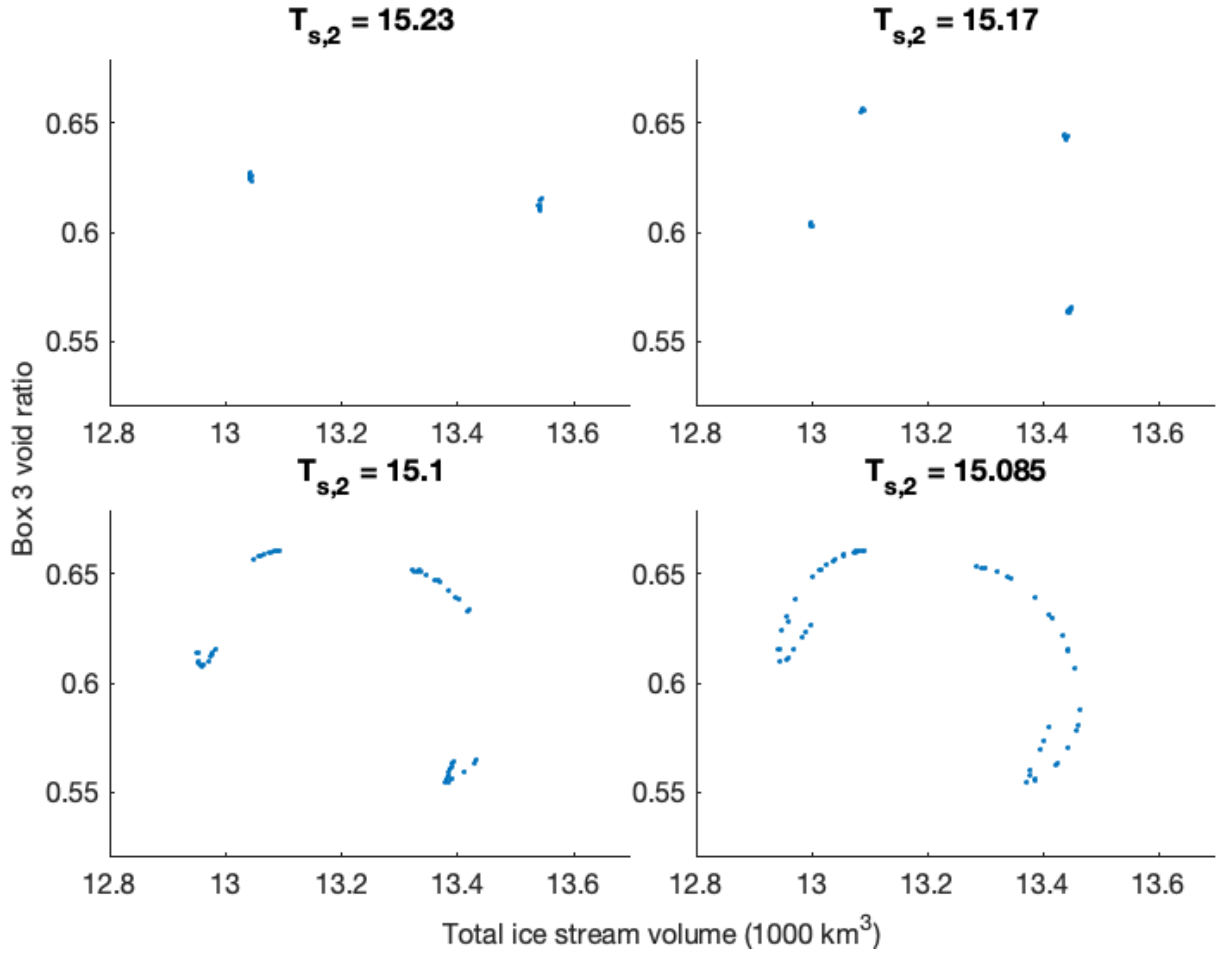 T_s,2 = 15.23
T_s,2 = 15.17
0.65
0.6
0.55
0.65
0.6
0.55
12.8 13 13.2 13.4 13.6
12.8 13 13.2 13.4 13.6
T_s,2 = 15.1
T_s,2 = 15.085
0.65
0.6
0.55
0.65
0.6
0.55
12.8 13 13.2 13.4 13.6
12.8 13 13.2 13.4 13.6
Box 3 void ratio
Total ice stream volume (1000 km³)